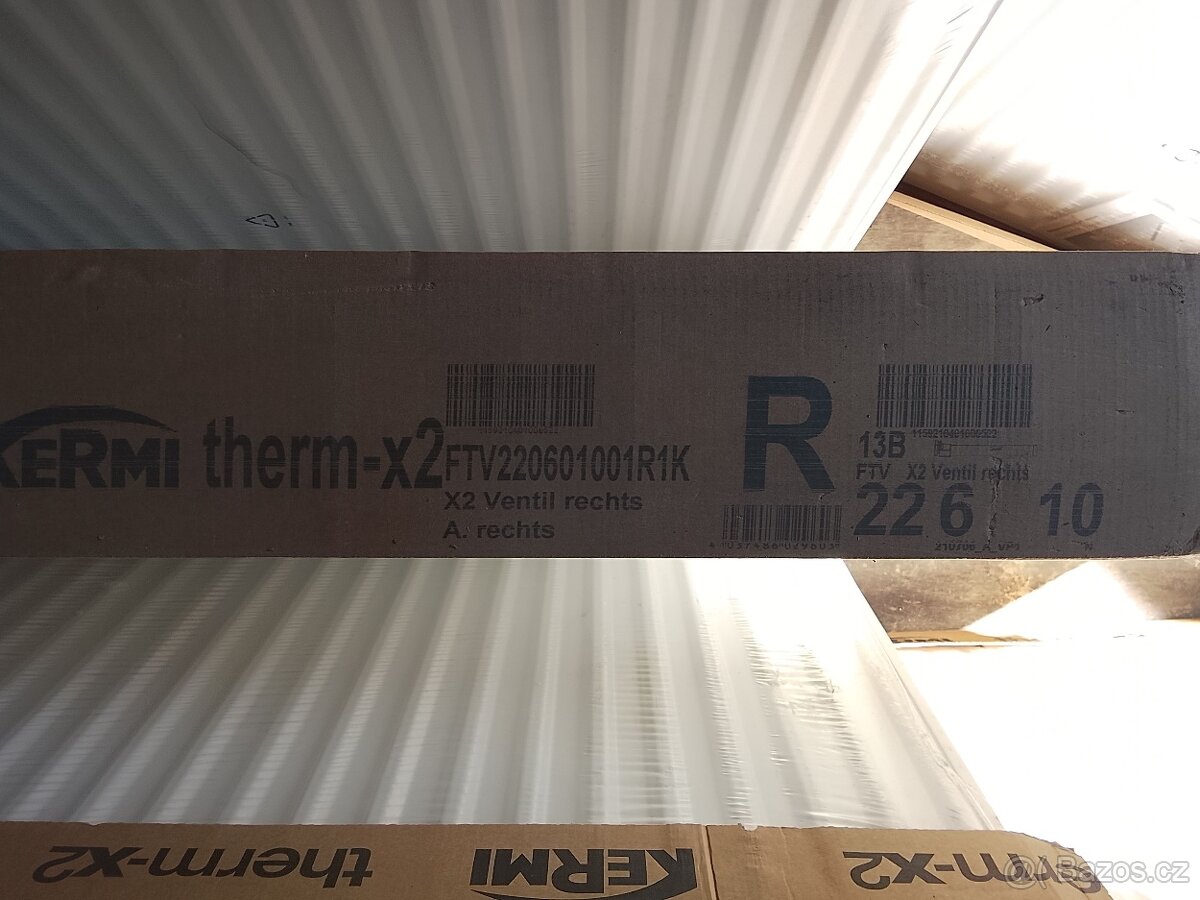 KERMI therm-x2
FTV220601001R1K
X2 Ventil rechts
A. rechts
R
13B
FTV X2 Ventil rechts
22 6 10
therm-x2
KERMI
therm-x2
© Bazos.cz